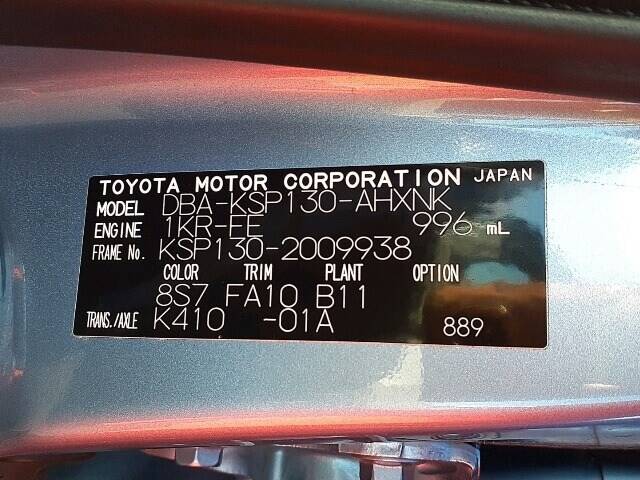 TOYOTA MOTOR CORPORATION JAPAN
MODEL DBA-KSP130-AHXNK
ENGINE 1KR-FE 996 mL
FRAME No. KSP130-2009938
COLOR TRIM PLANT OPTION
8S7 FA10 B11
TRANS./AXLE K410 -01A 889